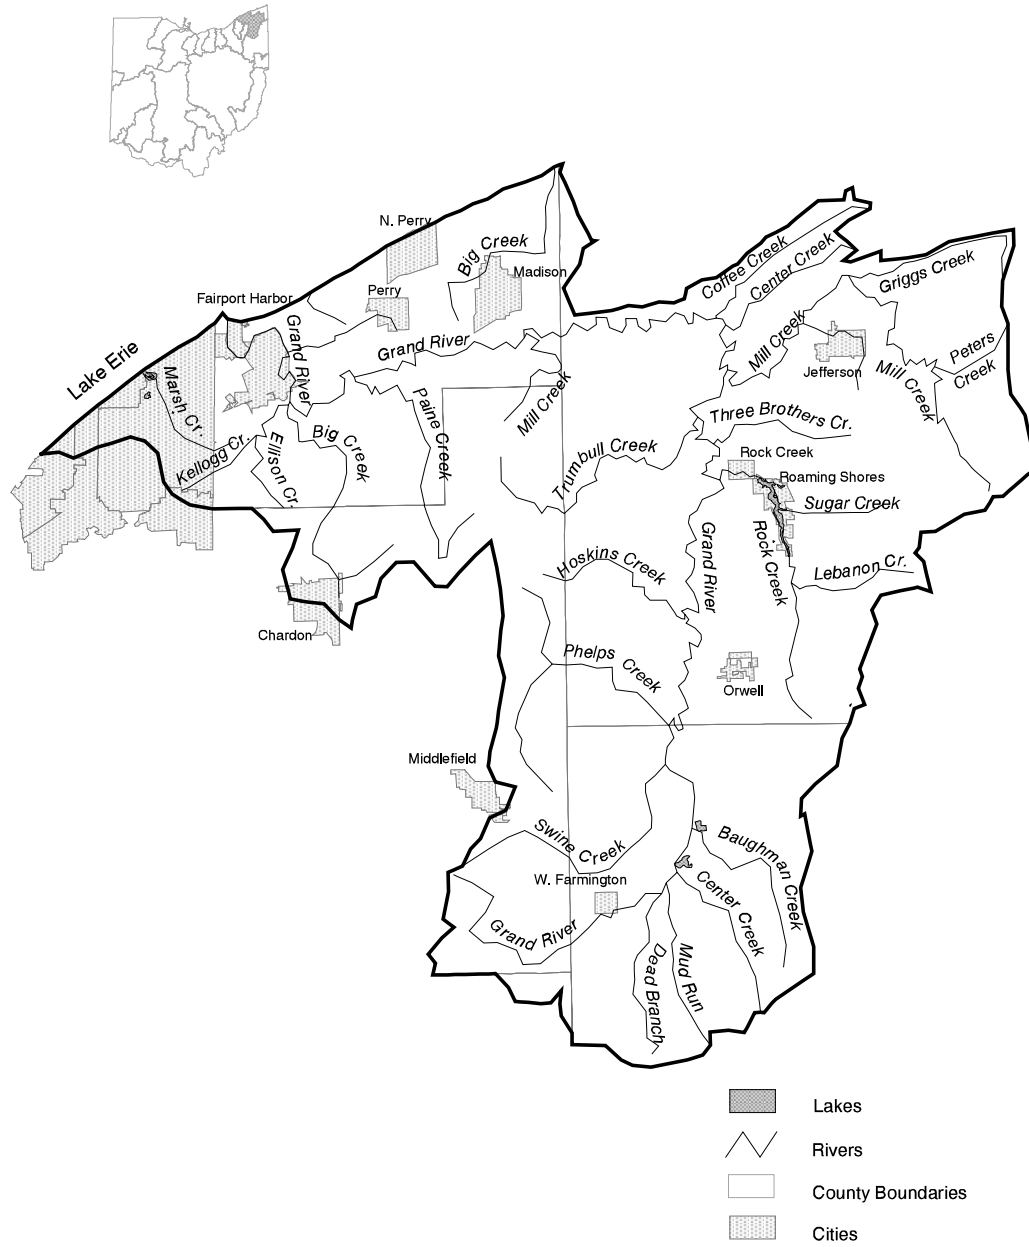 N. Perry
Big Creek
Madison
Coffee Creek
Center Creek
Griggs Creek
Fairport Harbor
Perry
Grand River
Grand River
Mill Creek
Jefferson
Mill Creek
Peters
Creek
Lake Erie
Marsh Cr.
Kellogg Cr.
Ellison Cr.
Big Creek
Paine Creek
Mill Creek
Trumbull Creek
Three Brothers Cr.
Rock Creek
Roaming Shores
Sugar Creek
Rock Creek
Lebanon Cr.
Grand River
Hoskins Creek
Chardon
Phelps Creek
Orwell
Middlefield
Swine Creek
Baughman Creek
W. Farmington
Center Creek
Grand River
Dead Branch
Mud Run
Lakes
Rivers
County Boundaries
Cities